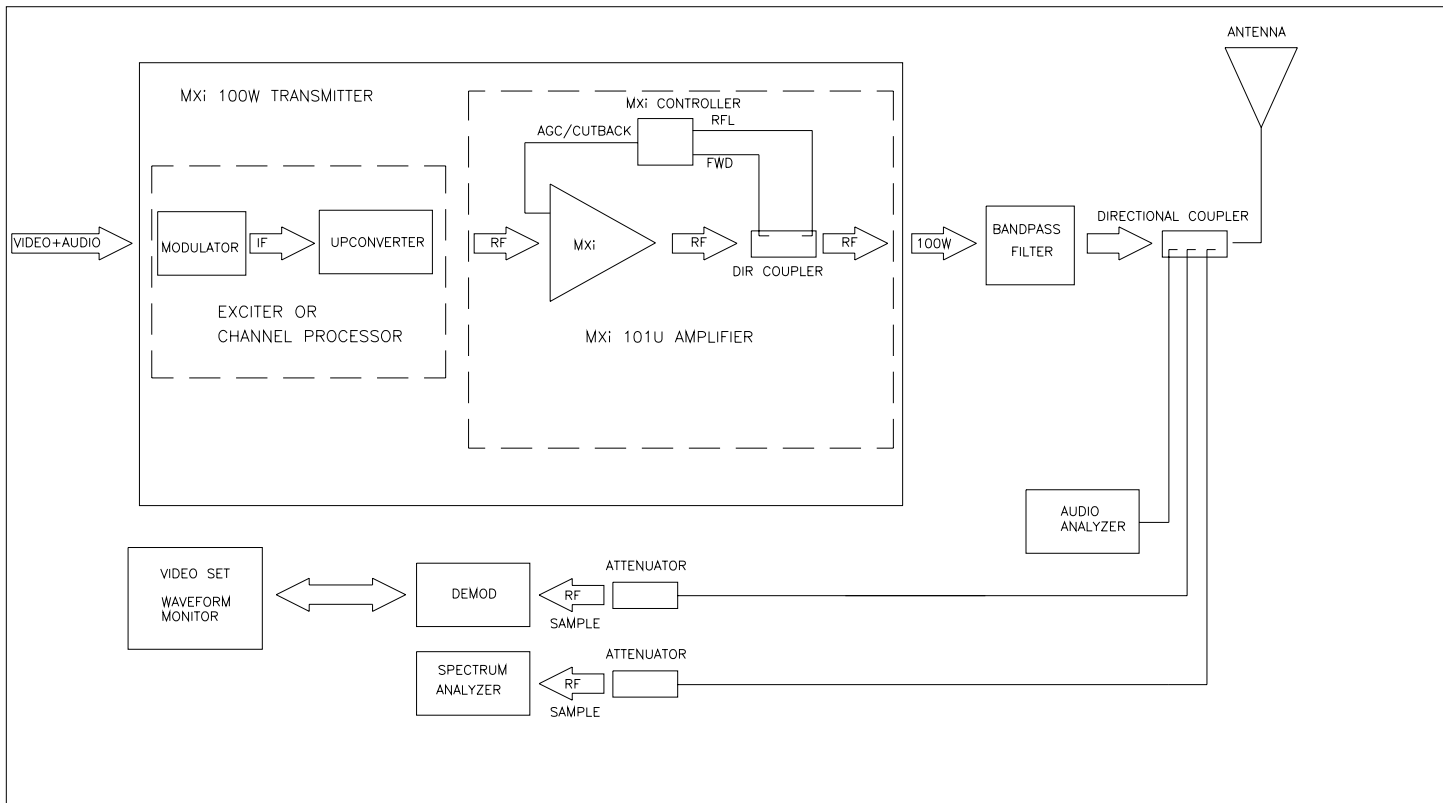 ANTENNA
MXi 100W TRANSMITTER
MXi CONTROLLER
RFL
AGC/CUTBACK
FWD
VIDEO+AUDIO
MODULATOR
IF
UPCONVERTER
RF
MXi
RF
DIR COUPLER
RF
100W
BANDPASS
FILTER
DIRECTIONAL COUPLER
EXCITER OR
CHANNEL PROCESSOR
MXi 101U AMPLIFIER
AUDIO
ANALYZER
VIDEO SET
WAVEFORM
MONITOR
DEMOD
RF
SAMPLE
ATTENUATOR
SPECTRUM
ANALYZER
RF
SAMPLE
ATTENUATOR